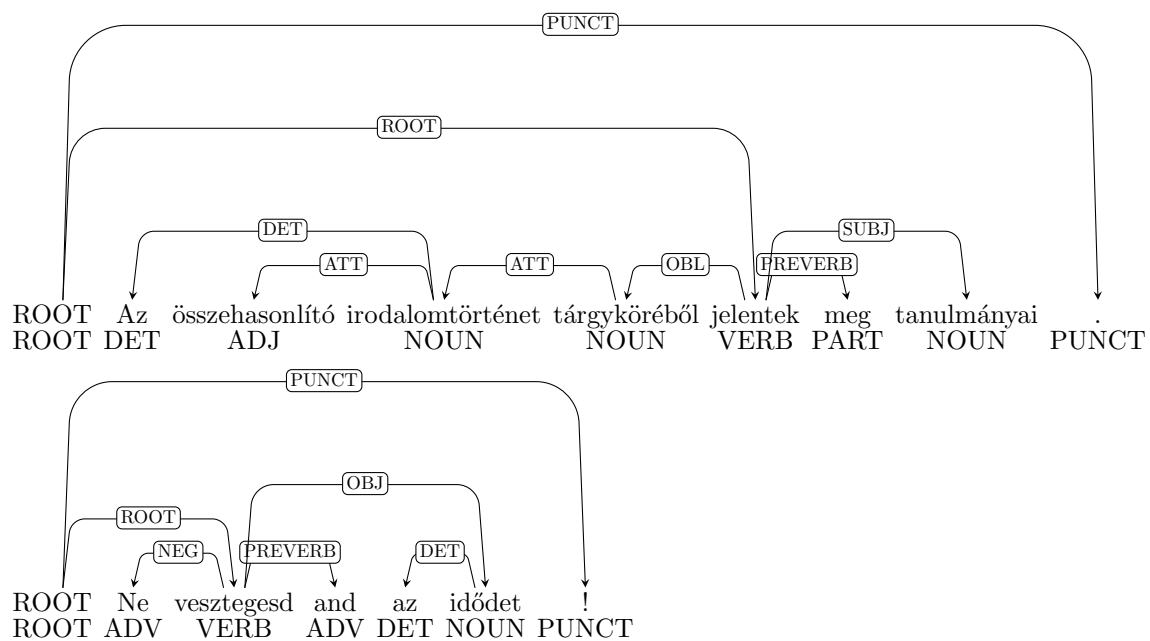 PUNCT
ROOT
DET SUBJ
ATT ATT OBL PREVERB
ROOT Az összehasonlító irodalomtörténet tárgyköréből jelentek meg tanulmányai .
ROOT DET ADJ NOUN NOUN VERB PART NOUN PUNCT
PUNCT
OBJ
ROOT
NEG PREVERB DET
ROOT Ne vesztegesd and az idődet !
ROOT ADV VERB ADV DET NOUN PUNCT